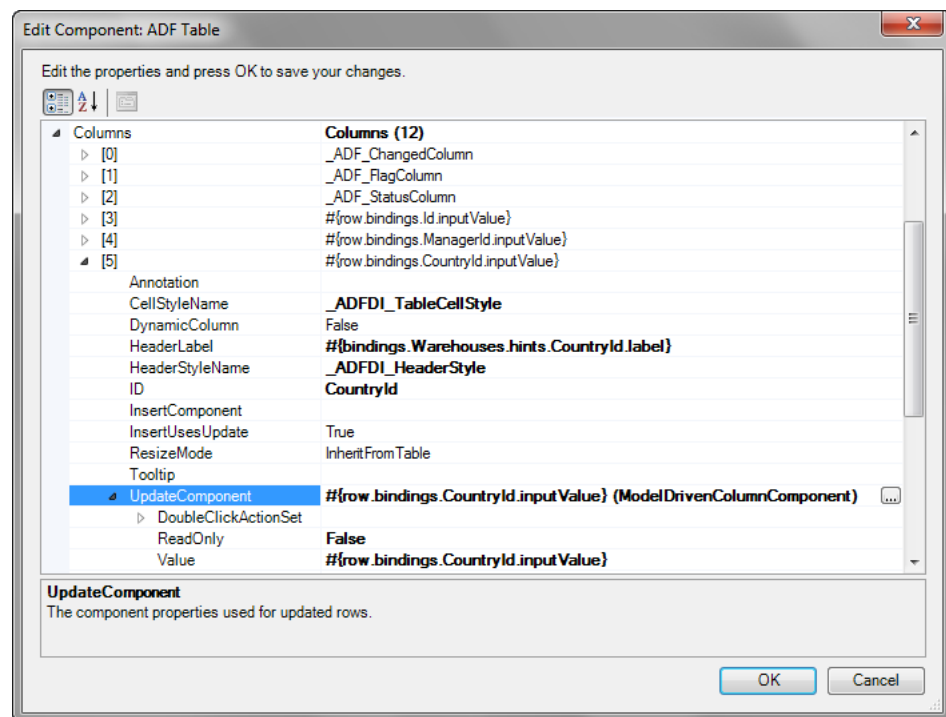 Edit Component: ADF Table
Edit the properties and press OK to save your changes.
Columns Columns (12)
[0] _ADF_ChangedColumn
[1] _ADF_FlagColumn
[2] _ADF_StatusColumn
[3] #{row.bindings.Id.inputValue}
[4] #{row.bindings.ManagerId.inputValue}
[5] #{row.bindings.CountryId.inputValue}
Annotation
CellStyleName _ADFDI_TableCellStyle
DynamicColumn False
HeaderLabel #{bindings.Warehouses.hints.CountryId.label}
HeaderStyleName _ADFDI_HeaderStyle
ID CountryId
InsertComponent
InsertUsesUpdate True
ResizeMode InheritFromTable
Tooltip
UpdateComponent #{row.bindings.CountryId.inputValue} (ModelDrivenColumnComponent) ...
DoubleClickActionSet
ReadOnly False
Value #{row.bindings.CountryId.inputValue}
UpdateComponent
The component properties used for updated rows.
OK Cancel